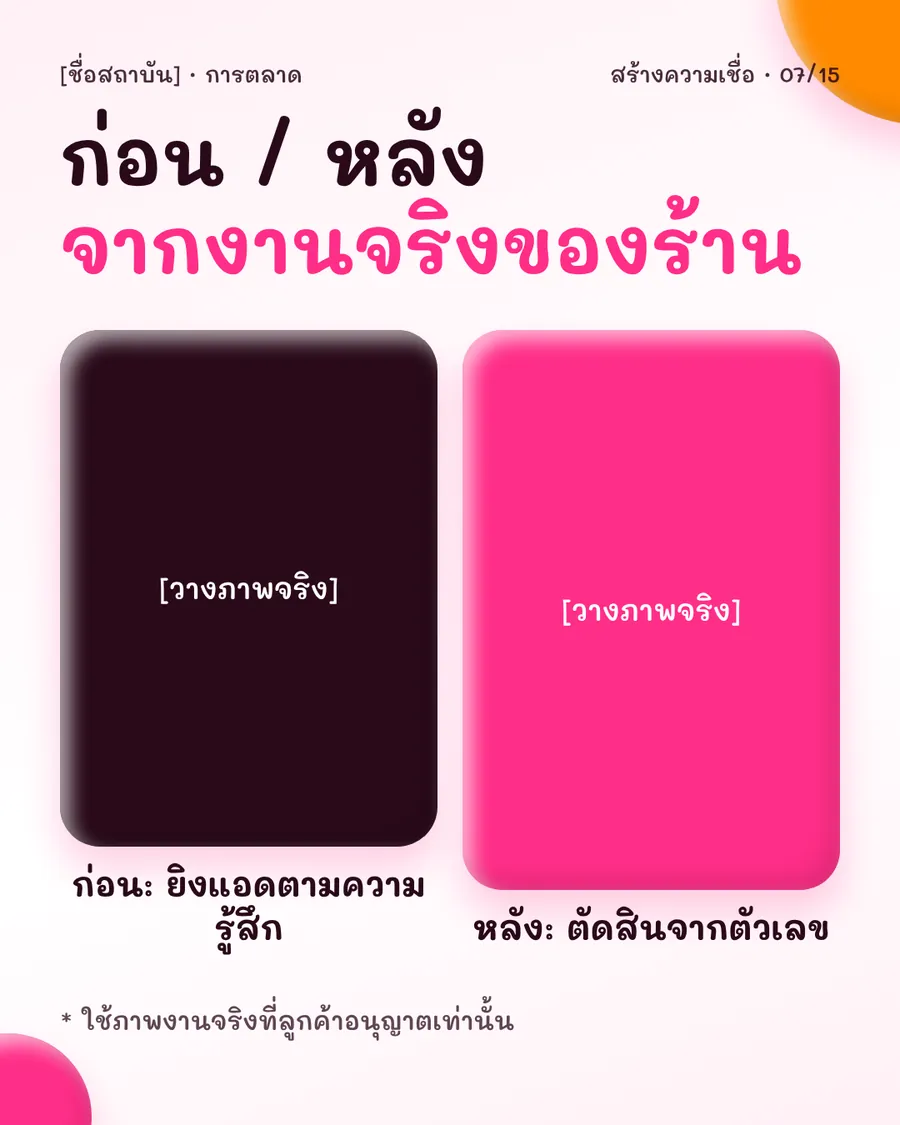 [ชื่อสถาบัน] · การตลาด
สร้างความเชื่อ · 07/15
ก่อน / หลัง
จากงานจริงของร้าน
[วางภาพจริง]
[วางภาพจริง]
ก่อน: ยิงแอดตามความ
รู้สึก
หลัง: ตัดสินจากตัวเลข
* ใช้ภาพงานจริงที่ลูกค้าอนุญาตเท่านั้น